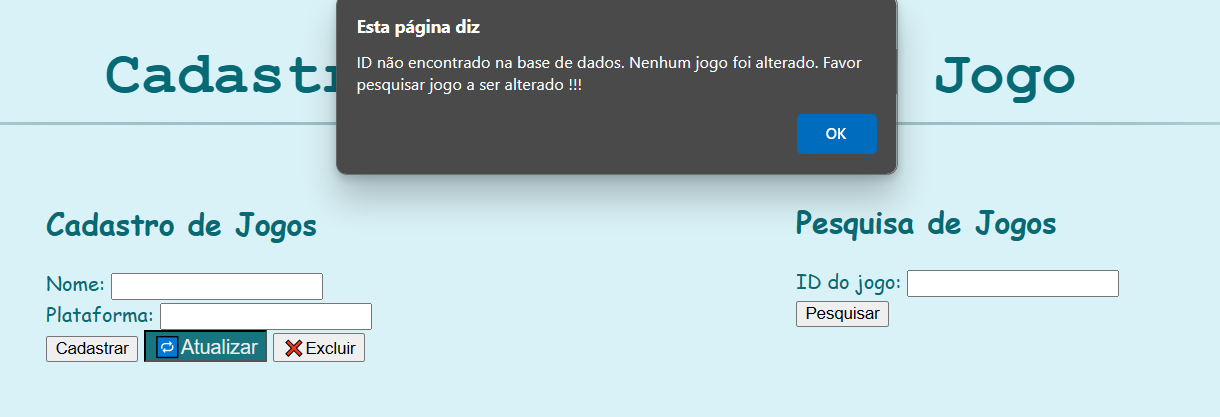 Esta página diz
ID não encontrado na base de dados. Nenhum jogo foi alterado. Favor
pesquisar jogo a ser alterado !!!
OK
Jogo
Cadastro de Jogos
Nome:
Plataforma:
Cadastrar Atualizar Excluir
Pesquisa de Jogos
ID do jogo:
Pesquisar